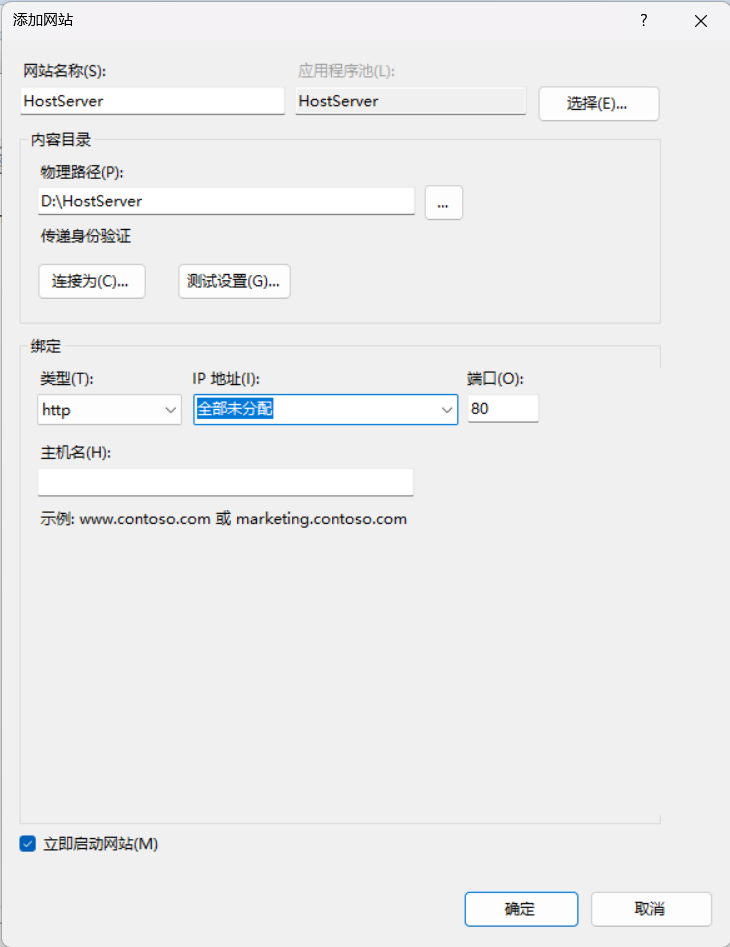 添加网站
?
网站名称(S):
应用程序池(L):
HostServer
HostServer
选择(E)...
内容目录
物理路径(P):
D:\HostServer
...
传递身份验证
连接为(C)...
测试设置(G)...
绑定
类型(T):
IP 地址(I):
端口(O):
http
全部未分配
80
主机名(H):
示例: www.contoso.com 或 marketing.contoso.com
立即启动网站(M)
确定
取消